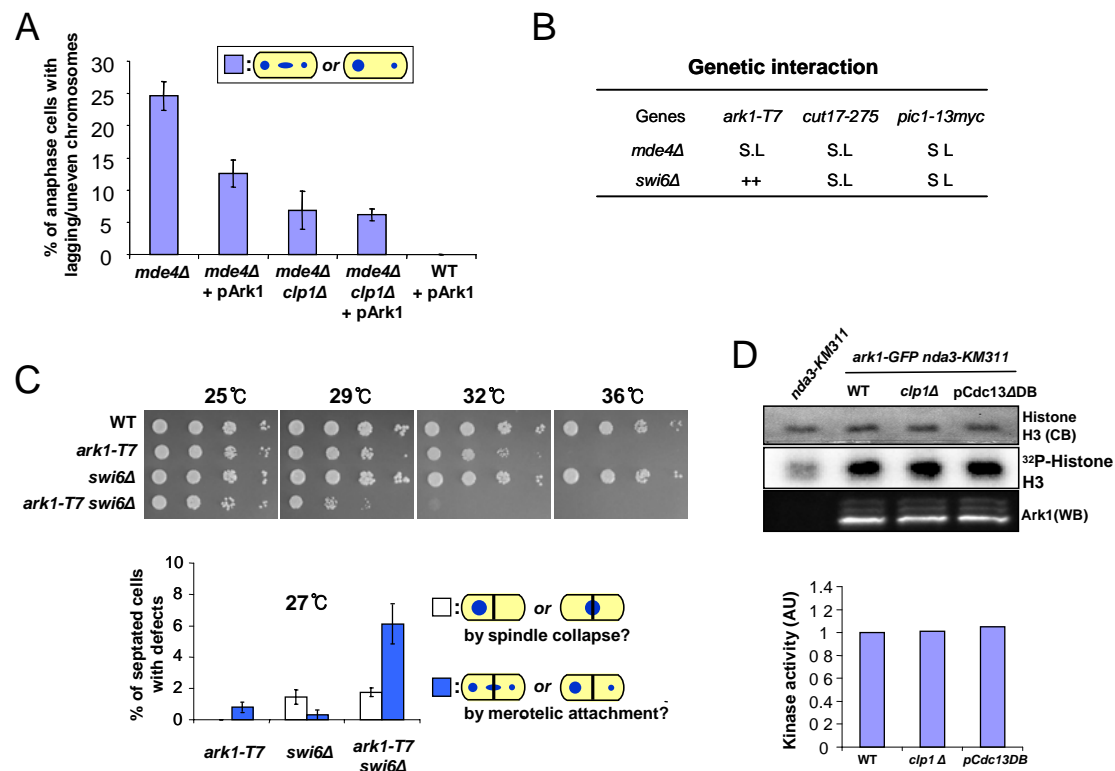 A
: or
30
25
20
15
10
5
0
% of anaphase cells with
lagging/uneven chromosomes
mde4Δ
mde4Δ
+ pArk1
mde4Δ
clp1Δ
mde4Δ
clp1Δ
+ pArk1
WT
+ pArk1
B
Genetic interaction
Genes ark1-T7 cut17-275 pic1-13myc
mde4Δ S.L S.L S L
swi6Δ ++ S.L S L
C
25℃ 29℃ 32℃ 36℃
WT
ark1-T7
swi6Δ
ark1-T7 swi6Δ
10
8
6
4
2
0
% of septated cells
with defects
27℃
ark1-T7 swi6Δ ark1-T7
swi6Δ
: or
by spindle collapse?
: or
by merotelic attachment?
D
nda3-KM311
ark1-GFP nda3-KM311
WT clp1Δ pCdc13ΔDB
Histone
H3 (CB)
³²P-Histone
H3
Ark1(WB)
1.4
1.2
1
0 8
0 6
0 4
0 2
0
Kinase activity (AU)
WT clp1 Δ pCdc13DB